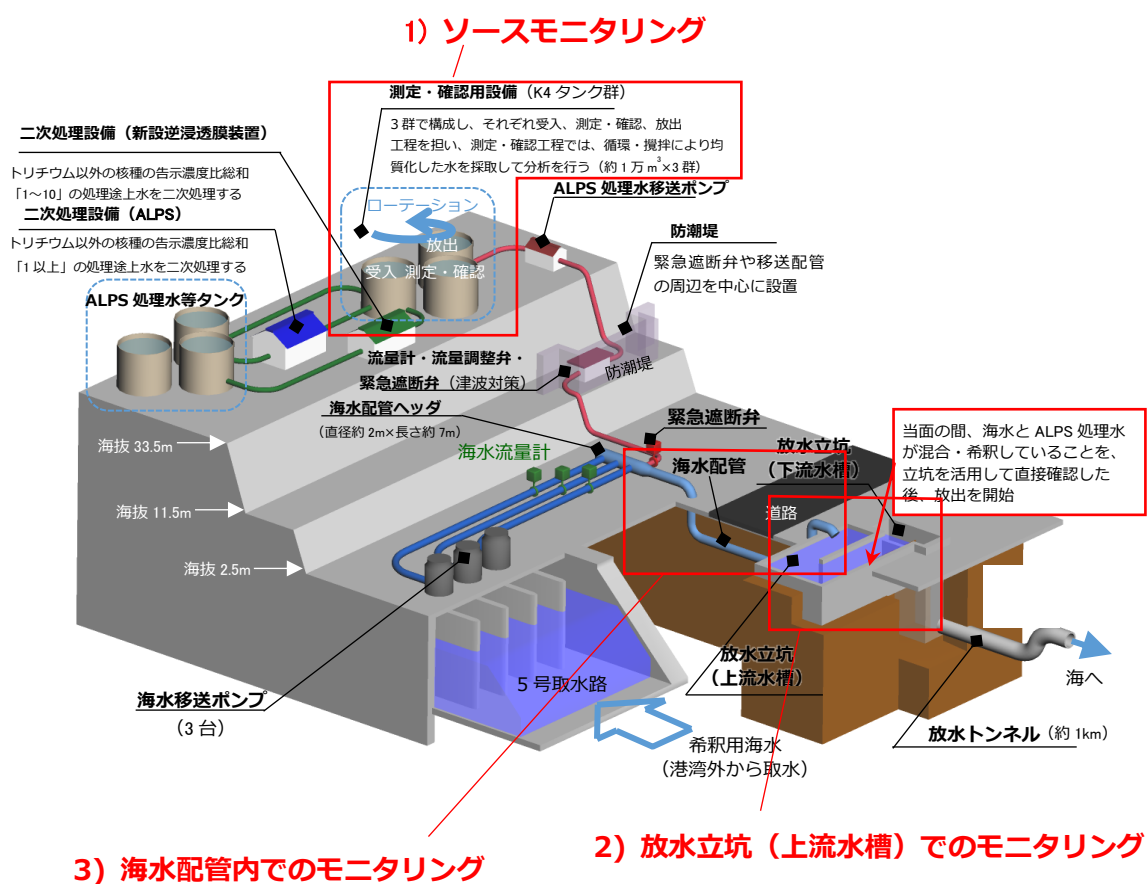 1）ソースモニタリング
測定・確認用設備（K4 タンク群）
3 群で構成し、それぞれ受入、測定・確認、放出
工程を担い、測定・確認工程では、循環・攪拌により均
質化した水を採取して分析を行う（約 1 万 m³×3 群）
二次処理設備（新設逆浸透膜装置）
トリチウム以外の核種の告示濃度比総和
「1～10」の処理途上水を二次処理する
二次処理設備（ALPS）
トリチウム以外の核種の告示濃度比総和
「1 以上」の処理途上水を二次処理する
ALPS 処理水等タンク
ローテーション
放出
受入 測定・確認
ALPS 処理水移送ポンプ
防潮堤
緊急遮断弁や移送配管
の周辺を中心に設置
防潮堤
流量計・流量調整弁・
緊急遮断弁（津波対策）
海水配管ヘッダ
（直径約 2m×長さ約 7m）
海水流量計
緊急遮断弁
海水配管
放水立坑
（下流水槽）
当面の間、海水と ALPS 処理水
が混合・希釈していることを、
立坑を活用して直接確認した
後、放出を開始
道路
海抜 33.5m
海抜 11.5m
海抜 2.5m
海水移送ポンプ
（3 台）
5 号取水路
放水立坑
（上流水槽）
希釈用海水
（港湾外から取水）
海へ
放水トンネル（約 1km）
2）放水立坑（上流水槽）でのモニタリング
3）海水配管内でのモニタリング